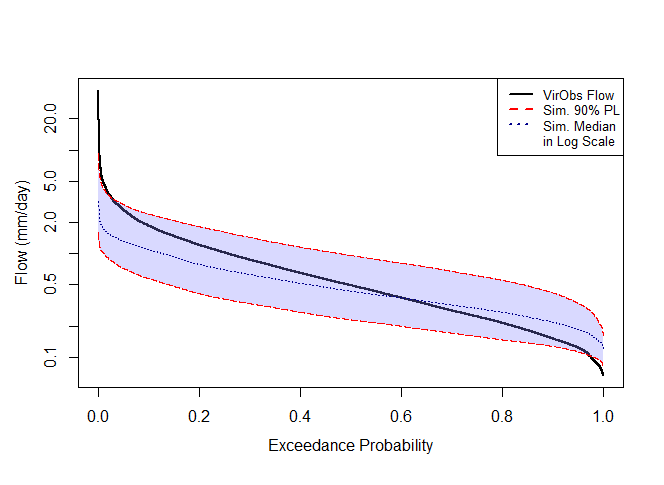 VirObs Flow
Sim. 90% PL
Sim. Median
in Log Scale
Flow (mm/day)
20.0
5.0
2.0
0.5
0.1
0.0 0.2 0.4 0.6 0.8 1.0
Exceedance Probability